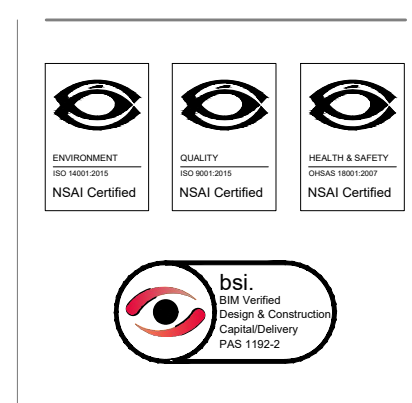 ENVIRONMENT
ISO 14001:2015
NSAI Certified
QUALITY
ISO 9001:2015
NSAI Certified
HEALTH & SAFETY
OHSAS 18001:2007
NSAI Certified
bsi.
BIM Verified
Design & Construction
Capital/Delivery
PAS 1192-2